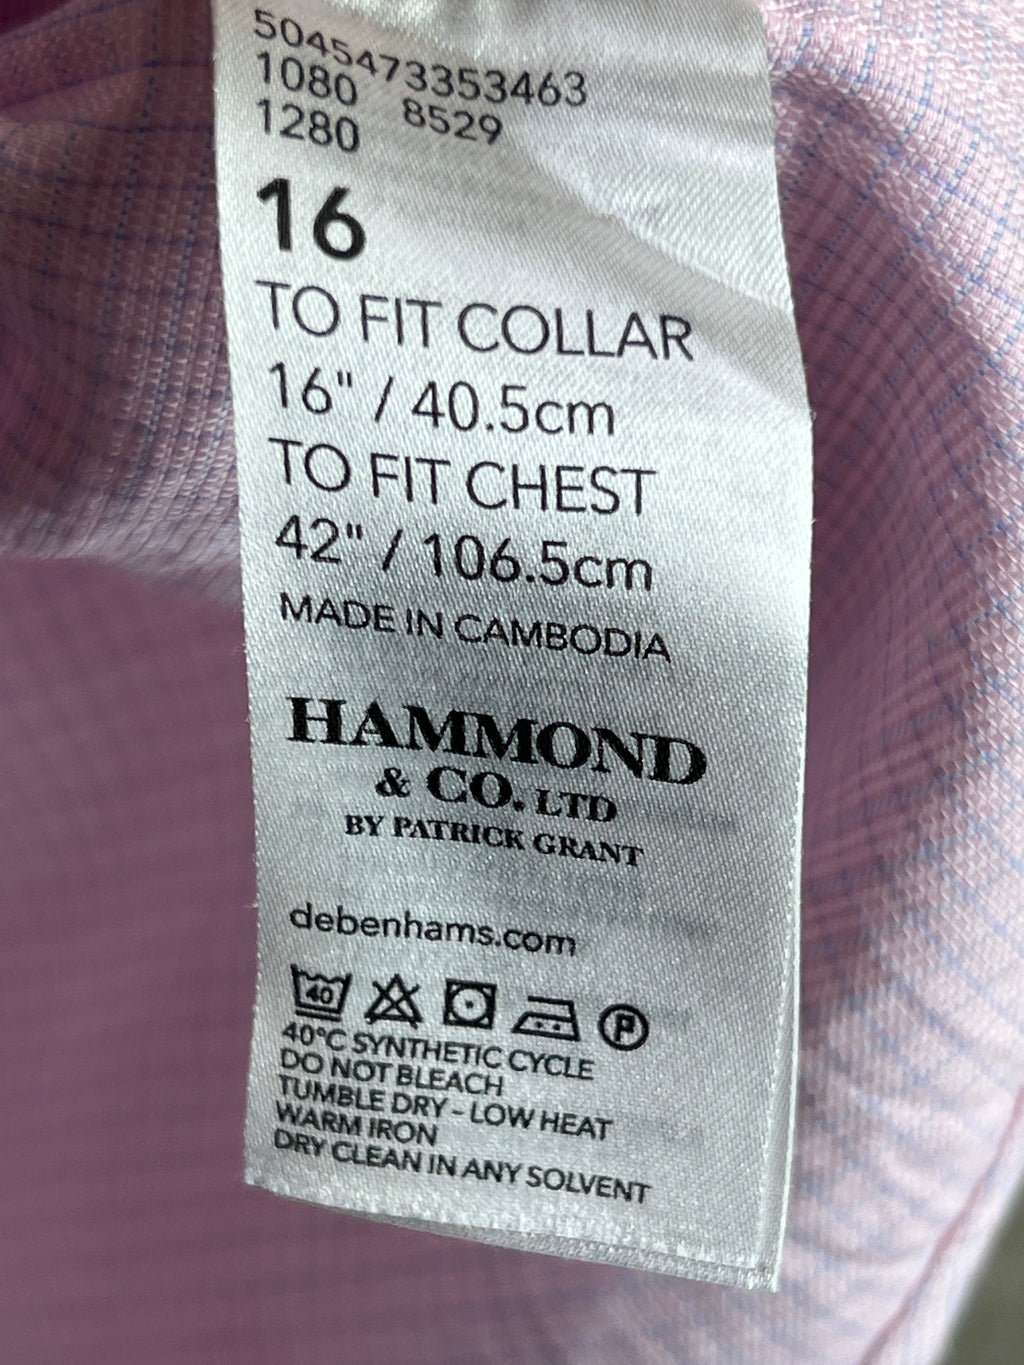 5045473353463
1080 8529
1280
16
TO FIT COLLAR
16" / 40.5cm
TO FIT CHEST
42" / 106.5cm
MADE IN CAMBODIA
HAMMOND
& CO. LTD
BY PATRICK GRANT
debenhams.com
40 P
40°C SYNTHETIC CYCLE
DO NOT BLEACH
TUMBLE DRY – LOW HEAT
WARM IRON
DRY CLEAN IN ANY SOLVENT